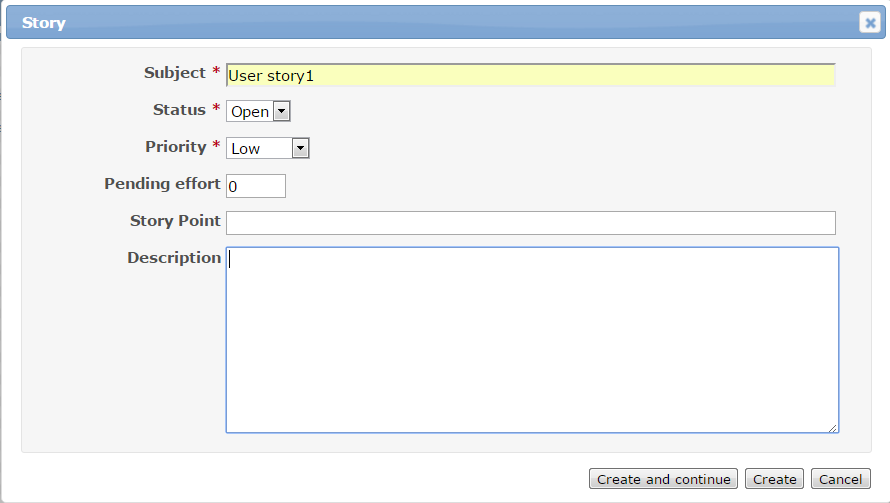 Story
Subject * User story1
Status * Open
Priority * Low
Pending effort 0
Story Point
Description
Create and continue Create Cancel